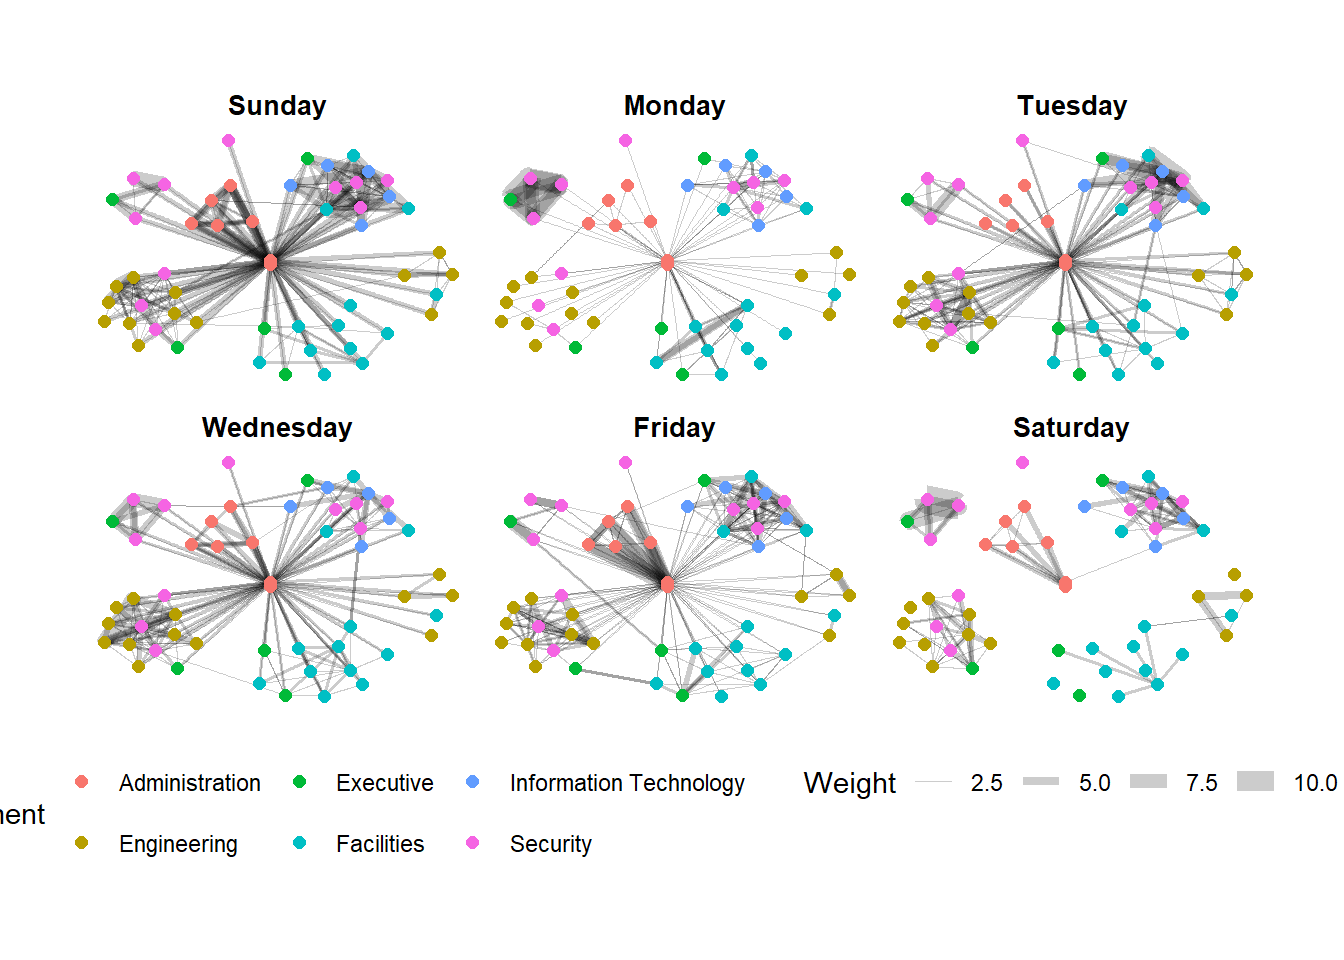 Sunday
Monday
Tuesday
Wednesday
Friday
Saturday
Administration
Executive
Information Technology
Weight
2.5
5.0
7.5
10.0
nent
Engineering
Facilities
Security